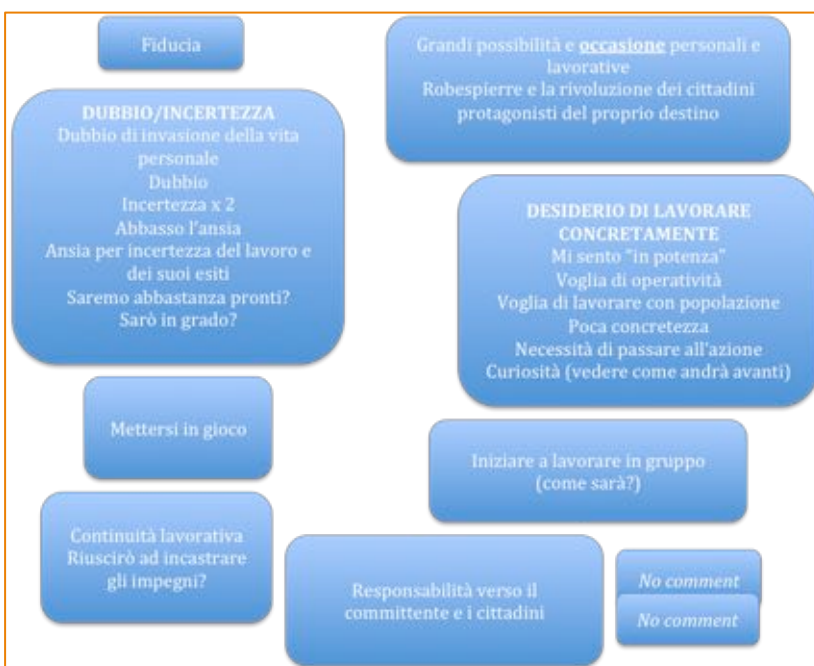 Fiducia
Grandi possibilità e occasione personali e
lavorative
Robespierre e la rivoluzione dei cittadini
protagonisti del proprio destino
DUBBIO/INCERTEZZA
Dubbio di invasione della vita
personale
Dubbio
Incertezza x 2
Abbasso l'ansia
Ansia per incertezza del lavoro e
dei suoi esiti
Saremo abbastanza pronti?
Sarò in grado?
DESIDERIO DI LAVORARE
CONCRETAMENTE
Mi sento "in potenza"
Voglia di operatività
Voglia di lavorare con popolazione
Poca concretezza
Necessità di passare all'azione
Curiosità (vedere come andrà avanti)
Mettersi in gioco
Iniziare a lavorare in gruppo
(come sarà?)
Continuità lavorativa
Riuscirò ad incastrare
gli impegni?
Responsabilità verso il
committente e i cittadini
No comment
No comment